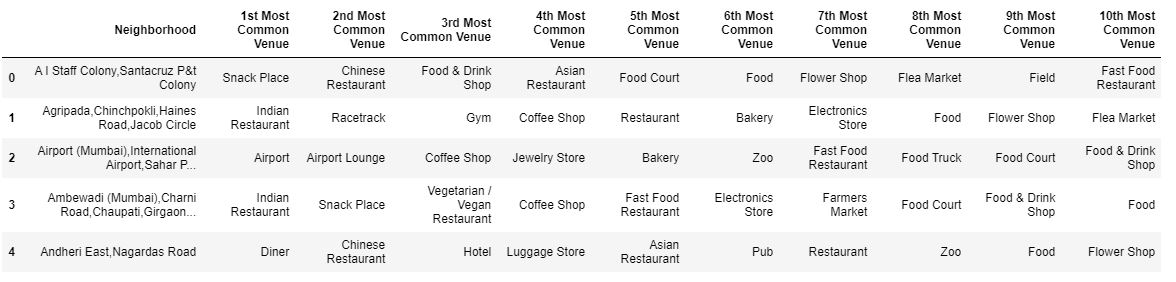 Neighborhood 1st Most Common Venue 2nd Most Common Venue 3rd Most Common Venue 4th Most Common Venue 5th Most Common Venue 6th Most Common Venue 7th Most Common Venue 8th Most Common Venue 9th Most Common Venue 10th Most Common Venue
0 A I Staff Colony,Santacruz P&t Colony Snack Place Chinese Restaurant Food & Drink Shop Asian Restaurant Food Court Food Flower Shop Flea Market Field Fast Food Restaurant
1 Agripada,Chinchpokli,Haines Road,Jacob Circle Indian Restaurant Racetrack Gym Coffee Shop Restaurant Bakery Electronics Store Food Flower Shop Flea Market
2 Airport (Mumbai),International Airport,Sahar P... Airport Airport Lounge Coffee Shop Jewelry Store Bakery Zoo Fast Food Restaurant Food Truck Food Court Food & Drink Shop
3 Ambewadi (Mumbai),Charni Road,Chaupati,Girgaon... Indian Restaurant Snack Place Vegetarian / Vegan Restaurant Coffee Shop Fast Food Restaurant Electronics Store Farmers Market Food Court Food & Drink Shop Food
4 Andheri East,Nagardas Road Diner Chinese Restaurant Hotel Luggage Store Asian Restaurant Pub Restaurant Zoo Food Flower Shop